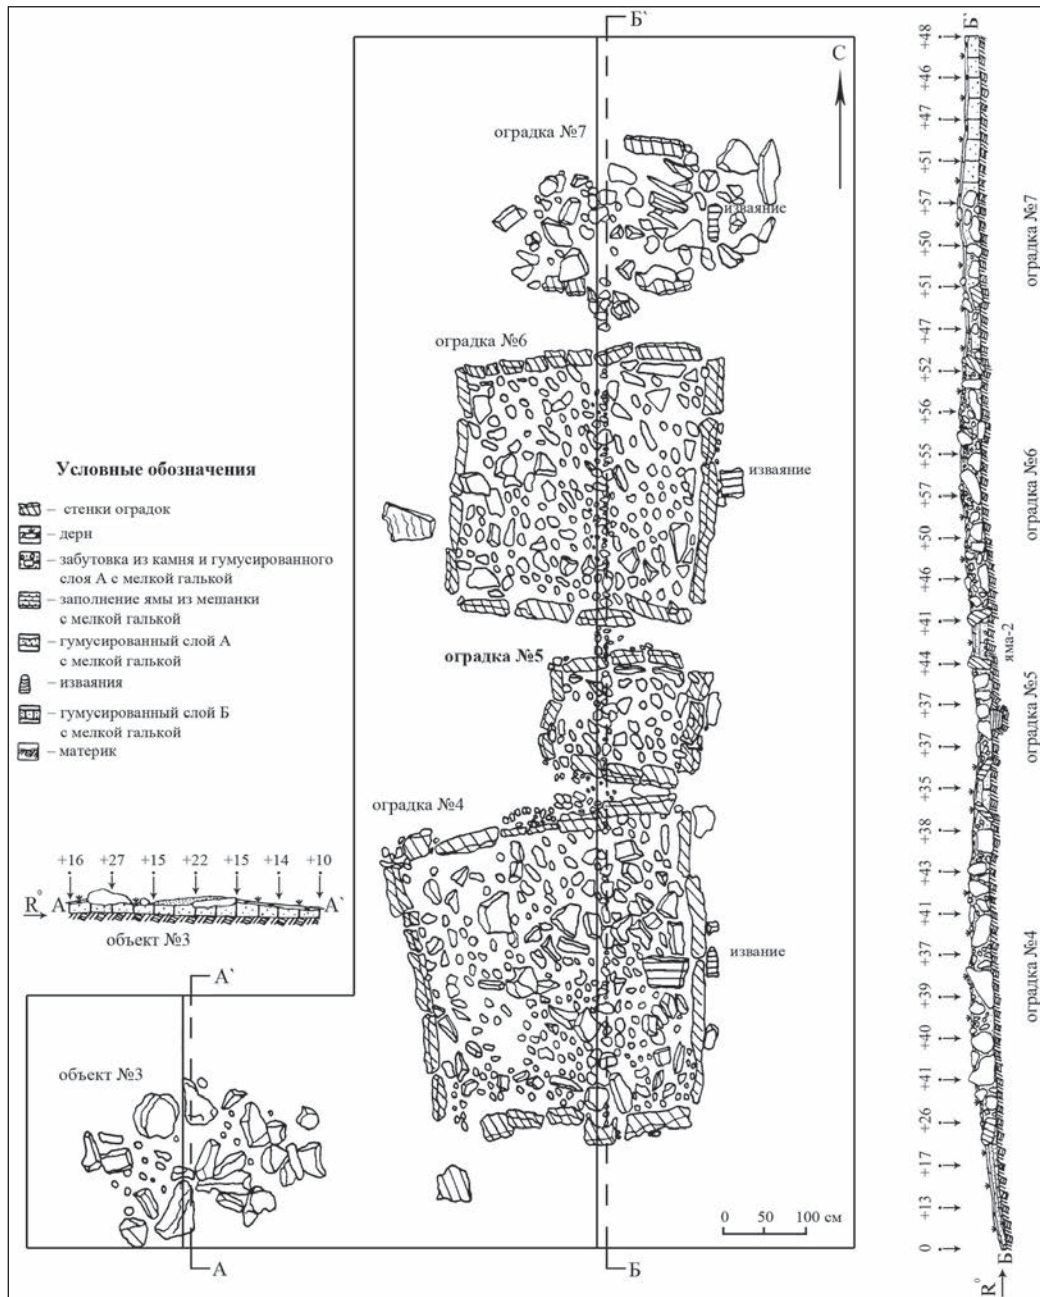 Б`
С
оградка №7
изваяние
оградка №6
изваяние
Условные обозначения
– стенки оградок
– дерн
– забутовка из камня и гумусированного
слоя А с мелкой галькой
– заполнение ямы из мешанки
с мелкой галькой
– гумусированный слой А
с мелкой галькой
– изваяния
– гумусированный слой Б
с мелкой галькой
– материк
оградка №5
оградка №4
извание
+16 +27 +15 +22 +15 +14 +10
R° А А`
объект №3
А`
объект №3
А
0 50 100 см
Б
Б`
+48
+46
+47
+51
+57
+50
+51
+47
+52
+56
+55
+57
+50
+46
+41
+44
+37
+37
+35
+38
+43
+41
+37
+39
+40
+41
+26
+17
+13
0
оградка №7
оградка №6
яма-2
оградка №5
оградка №4
R° Б